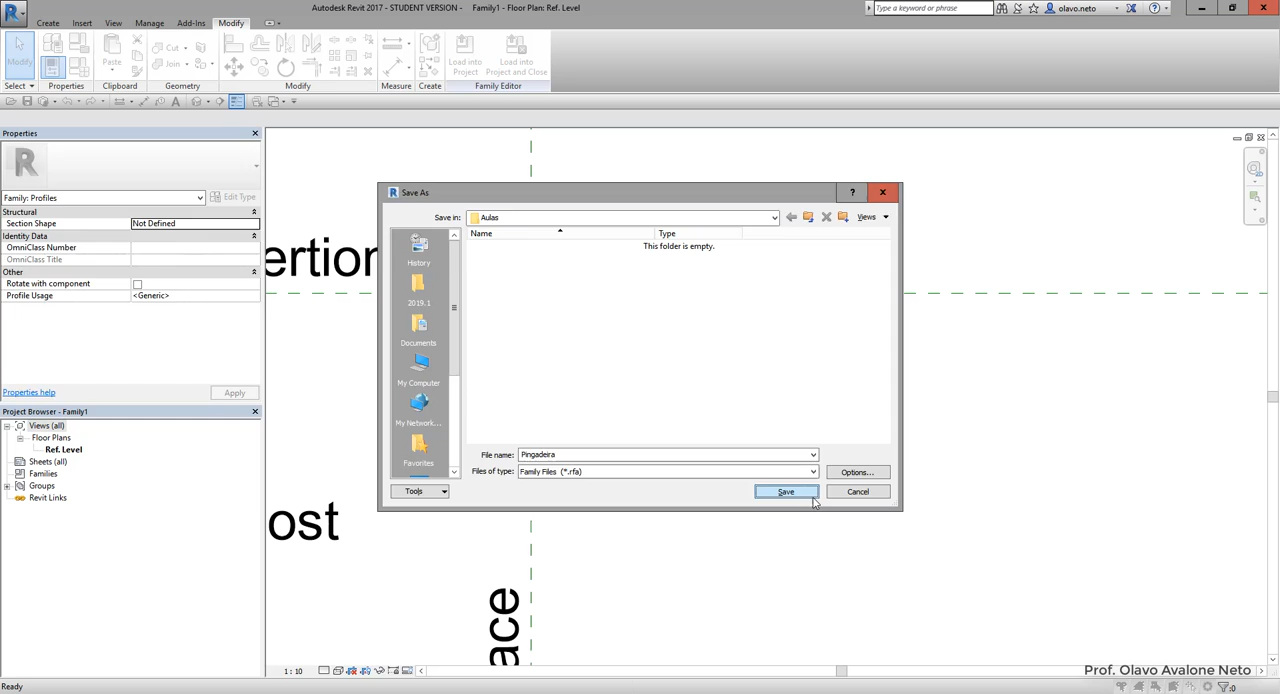 Autodesk Revit 2017 - STUDENT VERSION - Family1 - Floor Plan: Ref. Level
Type a keyword or phrase
olavo.neto
Create Insert View Manage Add-Ins Modify
Modify
Paste
Cut
Join
Load into
Project
Load into
Project and Close
Select Properties Clipboard Geometry Modify Measure Create Family Editor
Properties
Family: Profiles
Edit Type
Structural
Section Shape Not Defined
Identity Data
OmniClass Number
OmniClass Title
Other
Rotate with component
Profile Usage <Generic>
Properties help
Apply
Project Browser - Family1
Views (all)
Floor Plans
Ref. Level
Sheets (all)
Families
Groups
Revit Links
ertion
ost
ace
Save As
Save in: Aulas
Views
Name Type
This folder is empty.
History
2019.1
Documents
My Computer
My Network...
Favorites
File name: Pingadeira
Files of type: Family Files (*.rfa)
Options...
Tools
Save
Cancel
1 : 10
Prof. Olavo Avalone Neto
Ready
:0